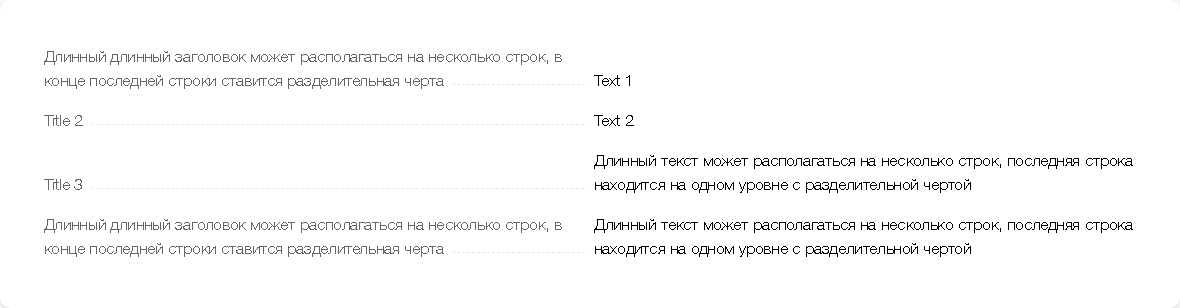 Длинный длинный заголовок может располагаться на несколько строк, в
конце последней строки ставится разделительная черта Text 1
Title 2 Text 2
Длинный текст может располагаться на несколько строк, последняя строка
Title 3 находится на одном уровне с разделительной чертой
Длинный длинный заголовок может располагаться на несколько строк, в Длинный текст может располагаться на несколько строк, последняя строка
конце последней строки ставится разделительная черта находится на одном уровне с разделительной чертой